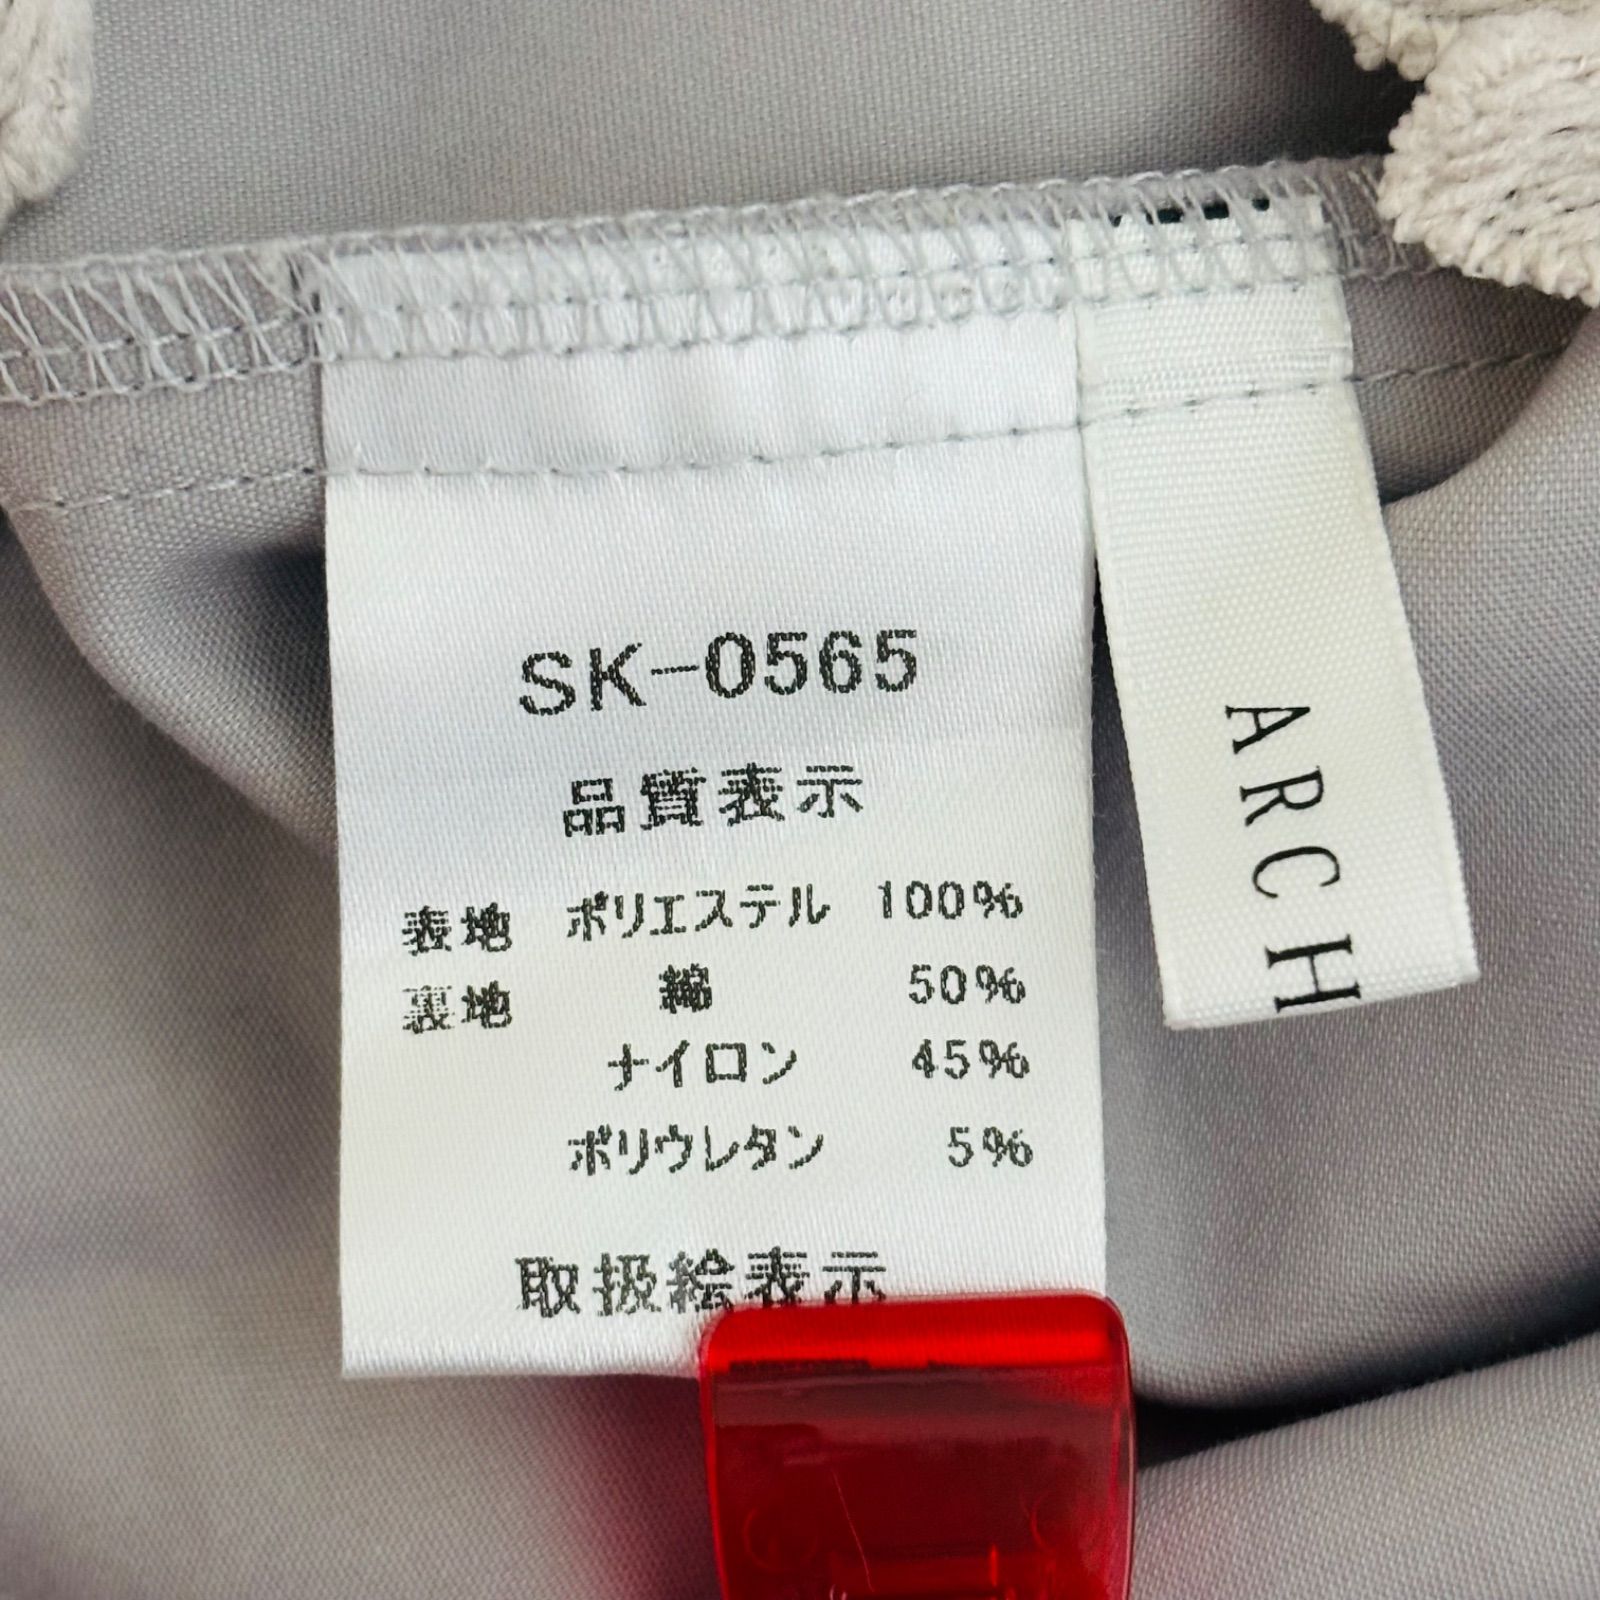 SK-0565
品質表示
表地 ポリエステル 100%
裏地 綿 50%
ナイロン 45%
ポリウレタン 5%
取扱絵表示
ARCH